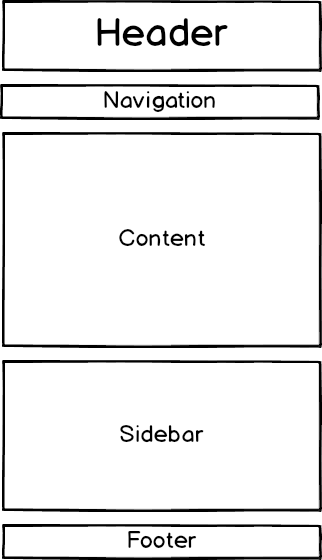 Header
Navigation
Content
Sidebar
Footer